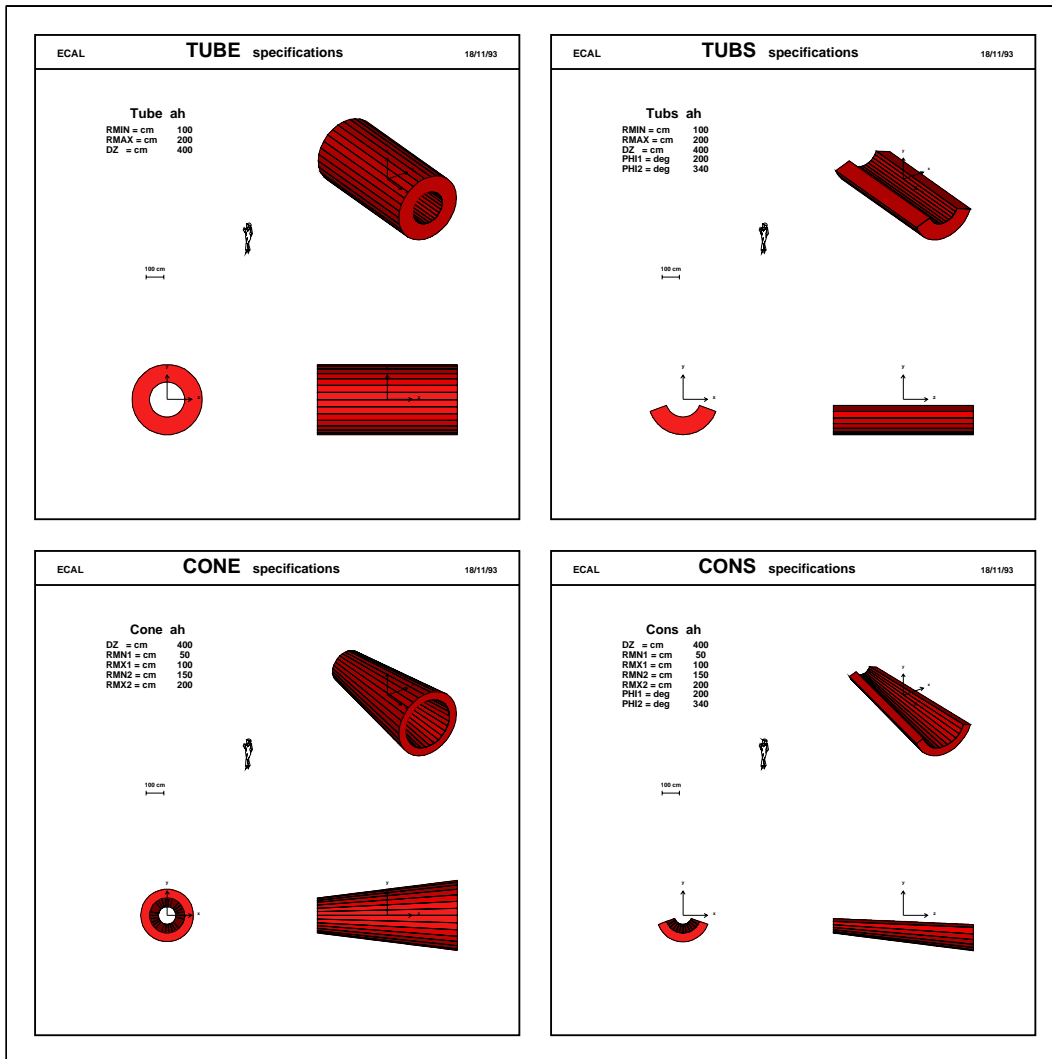 ECAL TUBE specifications 18/11/93
Tube ah
RMIN = cm 100
RMAX = cm 200
DZ = cm 400
y
x
z
100 cm
y
x
y
z
ECAL TUBS specifications 18/11/93
Tubs ah
RMIN = cm 100
RMAX = cm 200
DZ = cm 400
PHI1 = deg 200
PHI2 = deg 340
y
x
100 cm
y
x
y
z
ECAL CONE specifications 18/11/93
Cone ah
DZ = cm 400
RMN1 = cm 50
RMX1 = cm 100
RMN2 = cm 150
RMX2 = cm 200
100 cm
y
x
y
z
ECAL CONS specifications 18/11/93
Cons ah
DZ = cm 400
RMN1 = cm 50
RMX1 = cm 100
RMN2 = cm 150
RMX2 = cm 200
PHI1 = deg 200
PHI2 = deg 340
y
x
100 cm
y
x
y
z